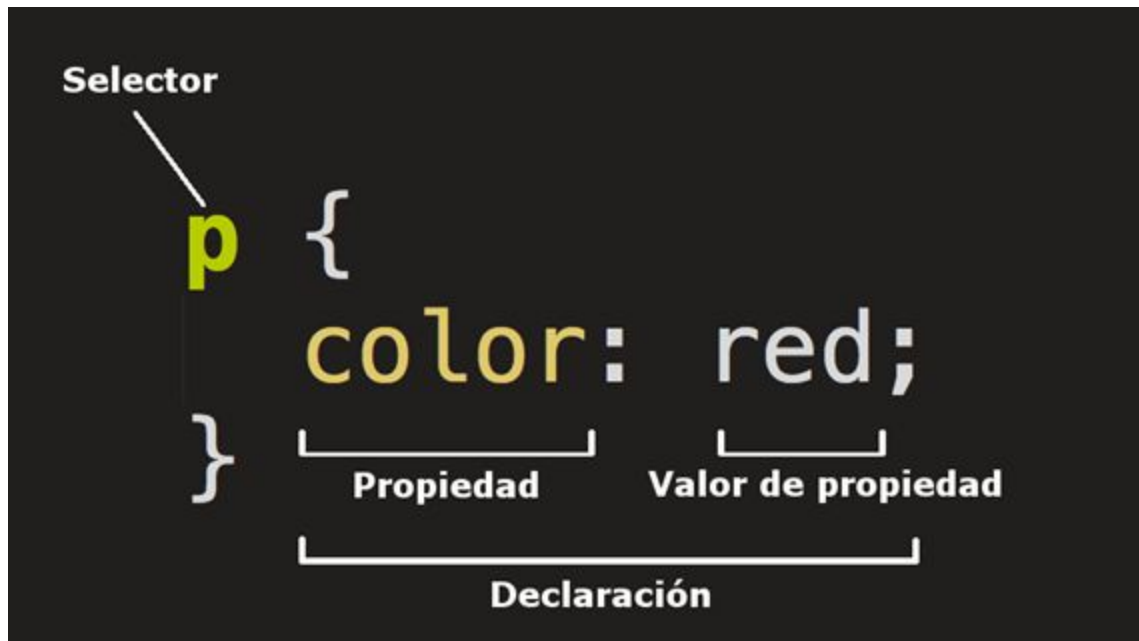 Selector
p {
color: red;
}
Propiedad
Valor de propiedad
Declaración